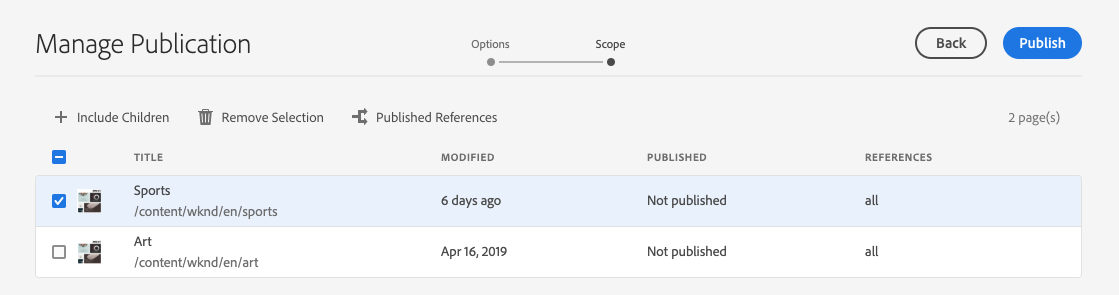 Manage Publication
Options
Scope
Back
Publish
Include Children
Remove Selection
Published References
2 page(s)
TITLE
MODIFIED
PUBLISHED
REFERENCES
Sports
/content/wknd/en/sports
6 days ago
Not published
all
Art
/content/wknd/en/art
Apr 16, 2019
Not published
all